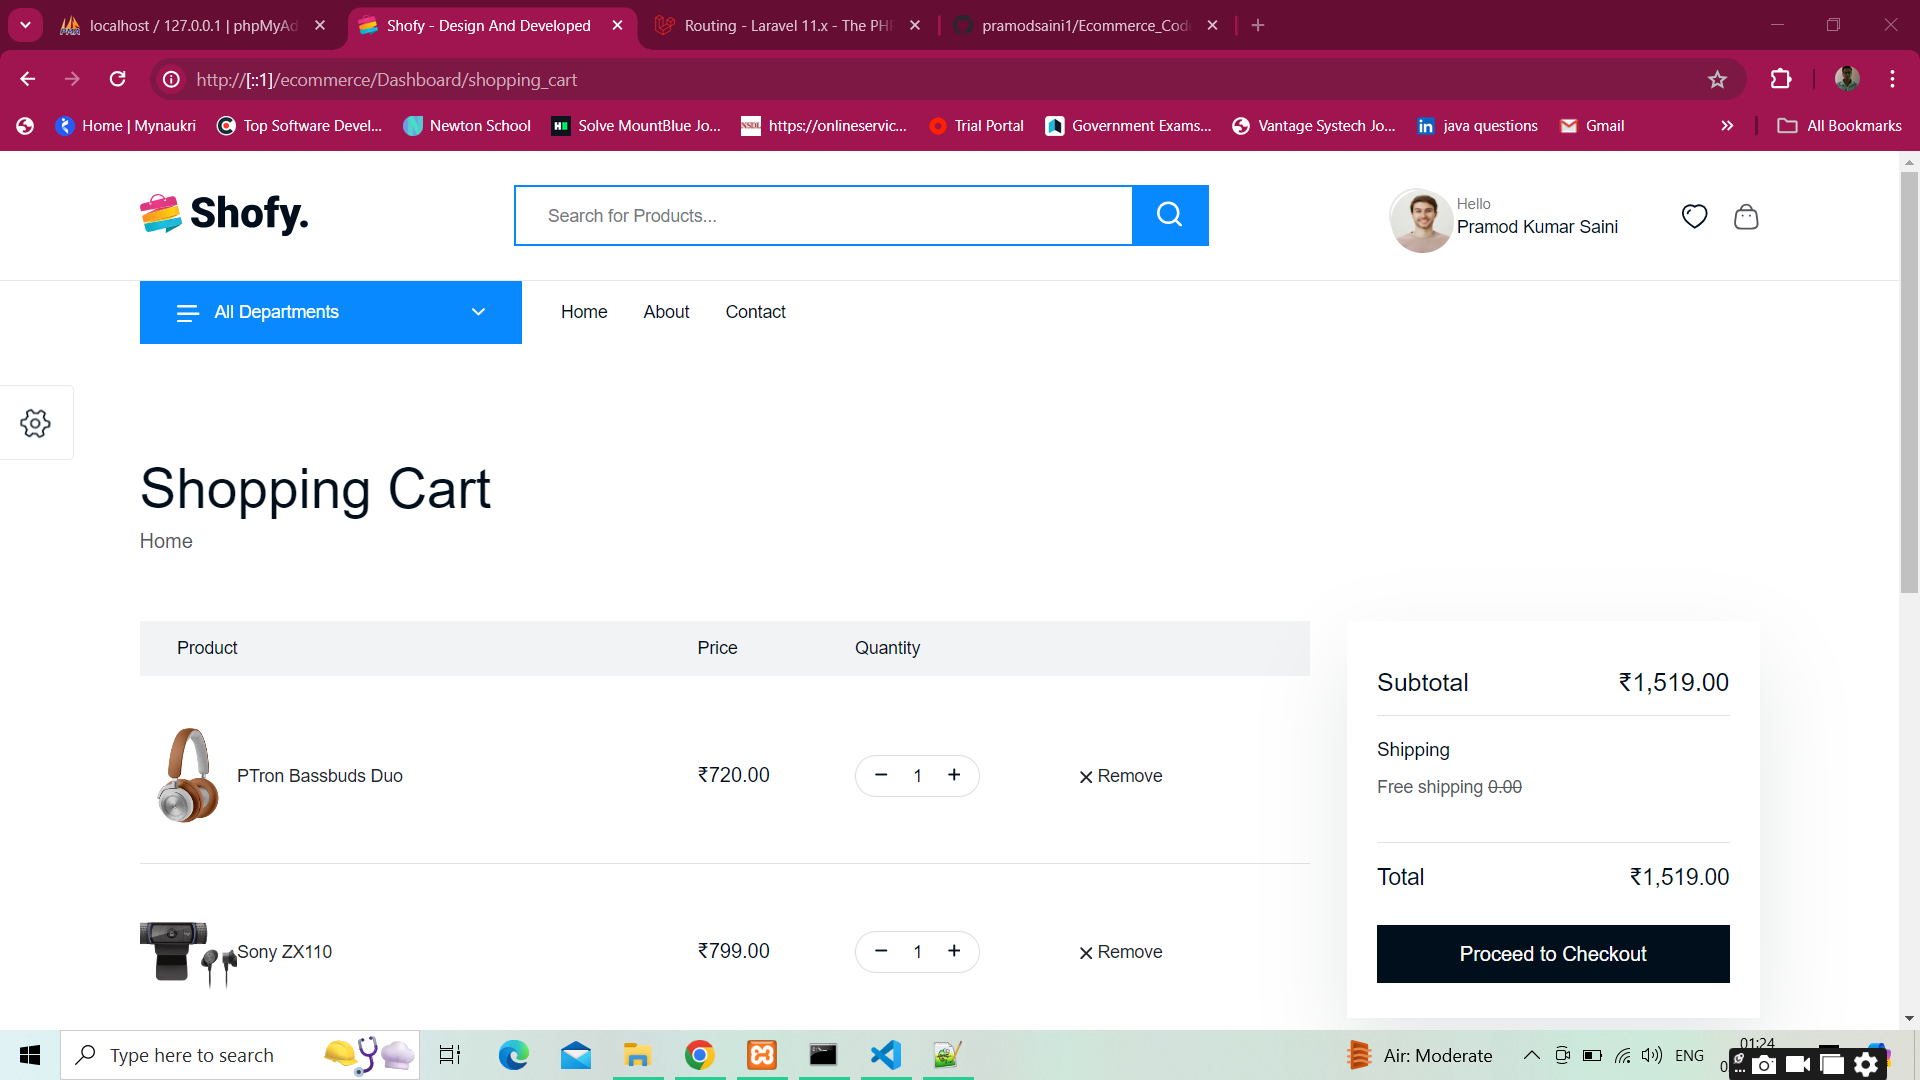 localhost / 127.0.0.1 | phpMyAd
Shofy - Design And Developed
Routing - Laravel 11.x - The PH
pramodsaini1/Ecommerce_Cod
http://[::1]/ecommerce/Dashboard/shopping_cart
Home | Mynaukri
Top Software Devel...
Newton School
Solve MountBlue Jo...
NSDL
https://onlineservic...
Trial Portal
Government Exams...
Vantage Systech Jo...
java questions
Gmail
All Bookmarks
Shofy.
Search for Products...
Hello
Pramod Kumar Saini
All Departments
Home
About
Contact
Shopping Cart
Home
Product
Price
Quantity
PTron Bassbuds Duo
₹720.00
1
Remove
Sony ZX110
₹799.00
1
Remove
Subtotal
₹1,519.00
Shipping
Free shipping 0.00
Total
₹1,519.00
Proceed to Checkout
Type here to search
Air: Moderate
ENG
01:24